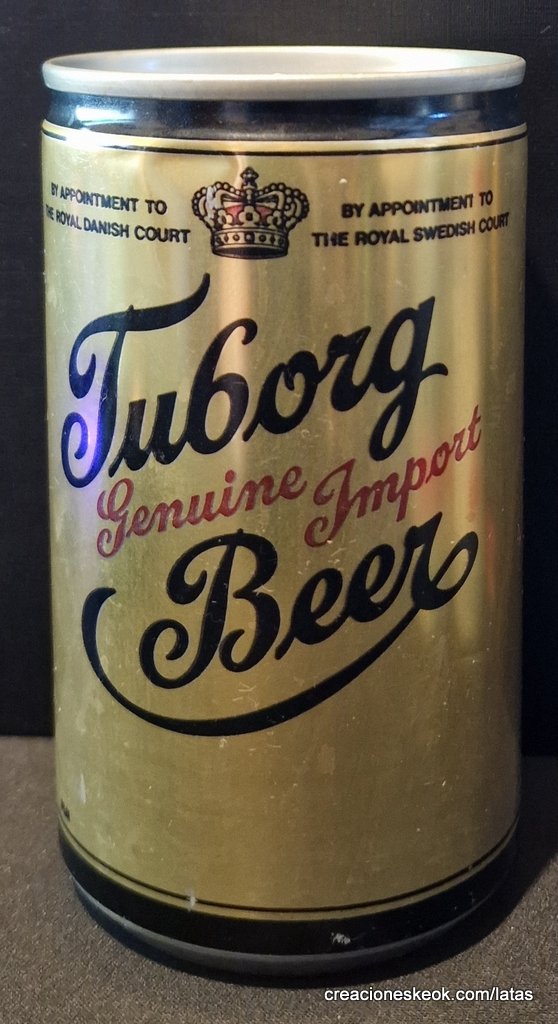 BY APPOINTMENT TO
THE ROYAL DANISH COURT
BY APPOINTMENT TO
THE ROYAL SWEDISH COURT
Tuborg
Genuine Import
Beer
creacioneskeok.com/latas